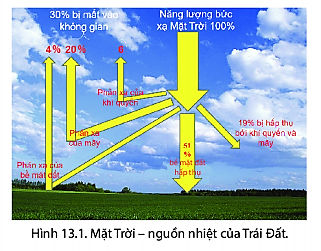 30% bị mất vào
không gian
Năng lượng bức
xạ Mặt Trời 100%
4%
20%
6
Phản xạ của
khí quyển
Phản xạ
của mây
Phản xạ của
bề mặt đất
51
%
bề mặt đất
hấp thụ
19% bị hấp thụ
bởi khí quyển và
mây
Hình 13.1. Mặt Trời – nguồn nhiệt của Trái Đất.